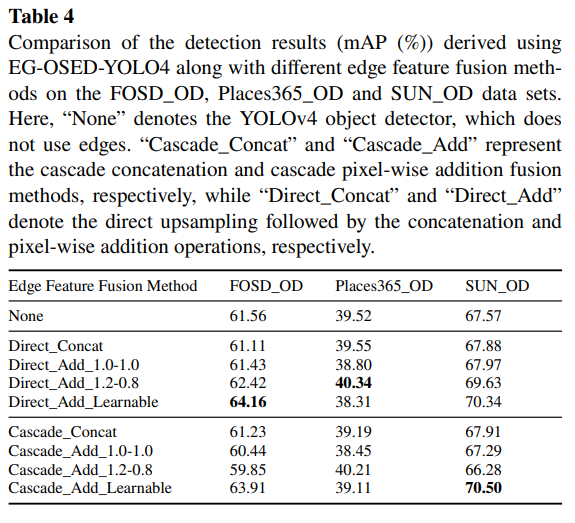 Table 4
Comparison of the detection results (mAP (%)) derived using
EG-OSED-YOLO4 along with different edge feature fusion meth-
ods on the FOSD_OD, Places365_OD and SUN_OD data sets.
Here, “None” denotes the YOLOv4 object detector, which does
not use edges. “Cascade_Concat” and “Cascade_Add” represent
the cascade concatenation and cascade pixel-wise addition fusion
methods, respectively, while “Direct_Concat” and “Direct_Add”
denote the direct upsampling followed by the concatenation and
pixel-wise addition operations, respectively.
Edge Feature Fusion Method FOSD_OD Places365_OD SUN_OD
None 61.56 39.52 67.57
Direct_Concat 61.11 39.55 67.88
Direct_Add_1.0-1.0 61.43 38.80 67.97
Direct_Add_1.2-0.8 62.42 40.34 69.63
Direct_Add_Learnable 64.16 38.31 70.34
Cascade_Concat 61.23 39.19 67.91
Cascade_Add_1.0-1.0 60.44 38.45 67.29
Cascade_Add_1.2-0.8 59.85 40.21 66.28
Cascade_Add_Learnable 63.91 39.11 70.50